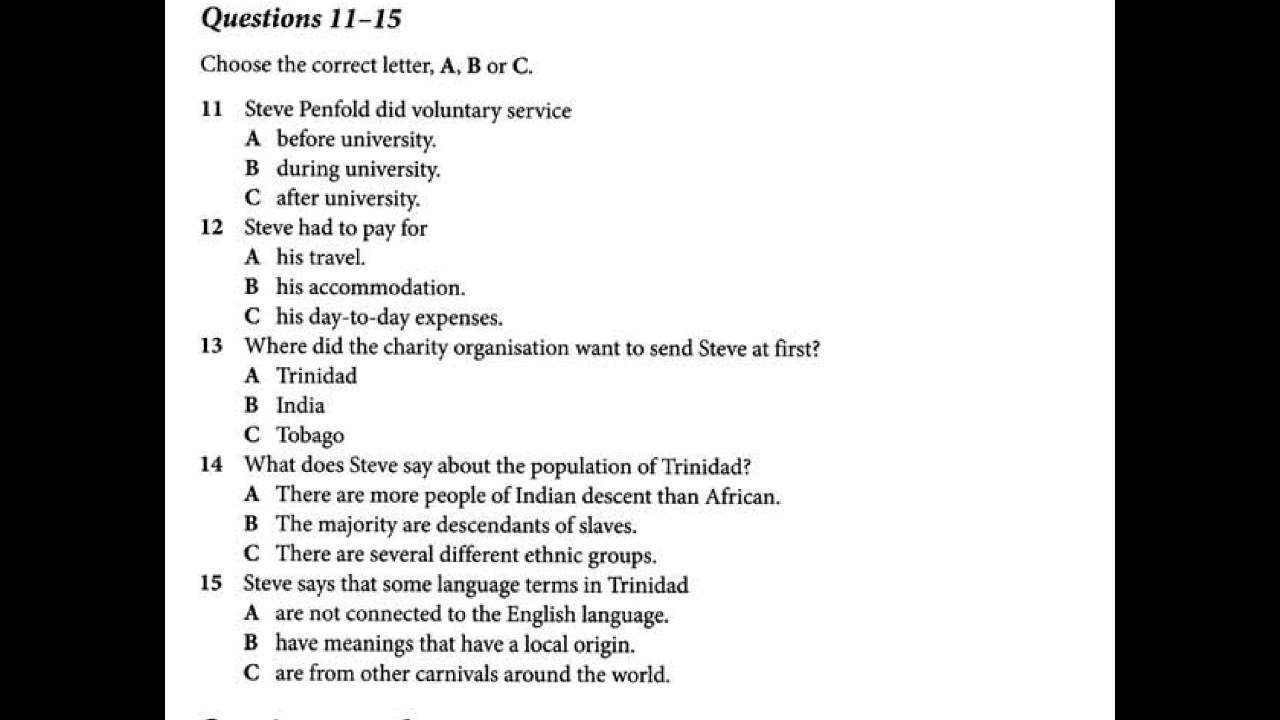 Questions 11–15
Choose the correct letter, A, B or C.
11 Steve Penfold did voluntary service
A before university.
B during university.
C after university.
12 Steve had to pay for
A his travel.
B his accommodation.
C his day-to-day expenses.
13 Where did the charity organisation want to send Steve at first?
A Trinidad
B India
C Tobago
14 What does Steve say about the population of Trinidad?
A There are more people of Indian descent than African.
B The majority are descendants of slaves.
C There are several different ethnic groups.
15 Steve says that some language terms in Trinidad
A are not connected to the English language.
B have meanings that have a local origin.
C are from other carnivals around the world.